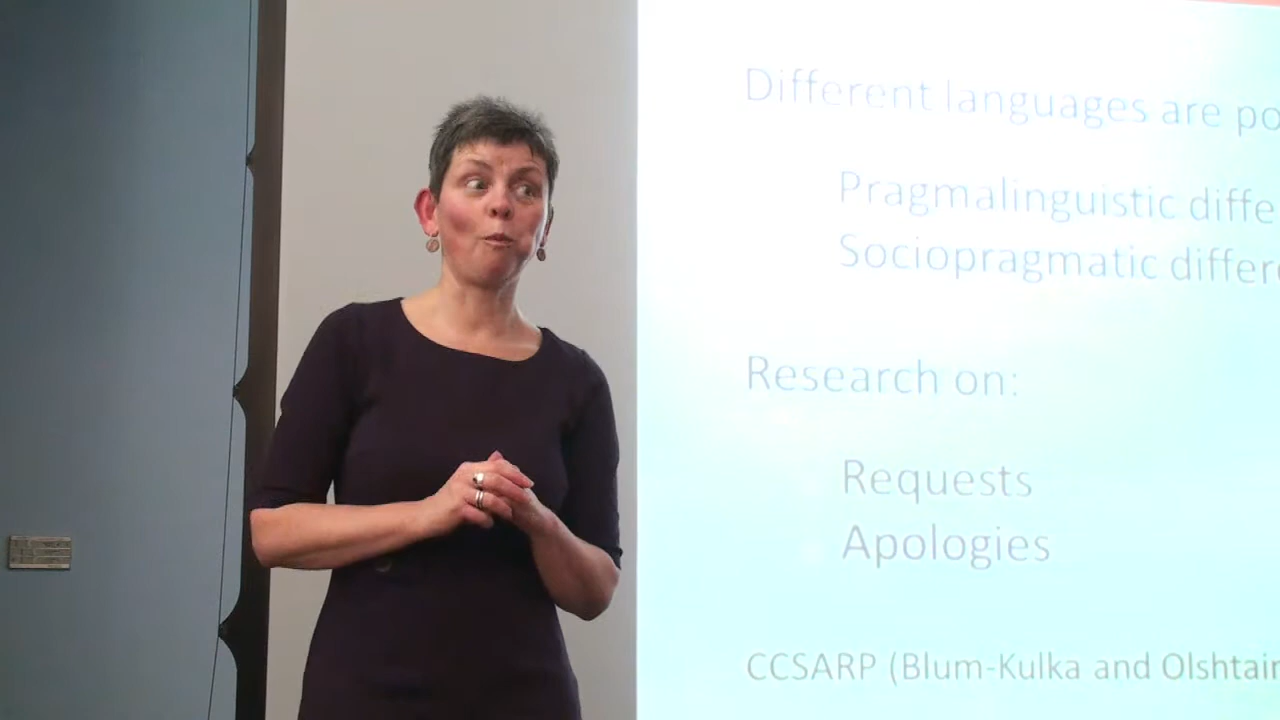 Different languages are po
Pragmalinguistic diffe
Sociopragmatic differe
Research on:
Requests
Apologies
CCSARP (Blum-Kulka and Olshtain